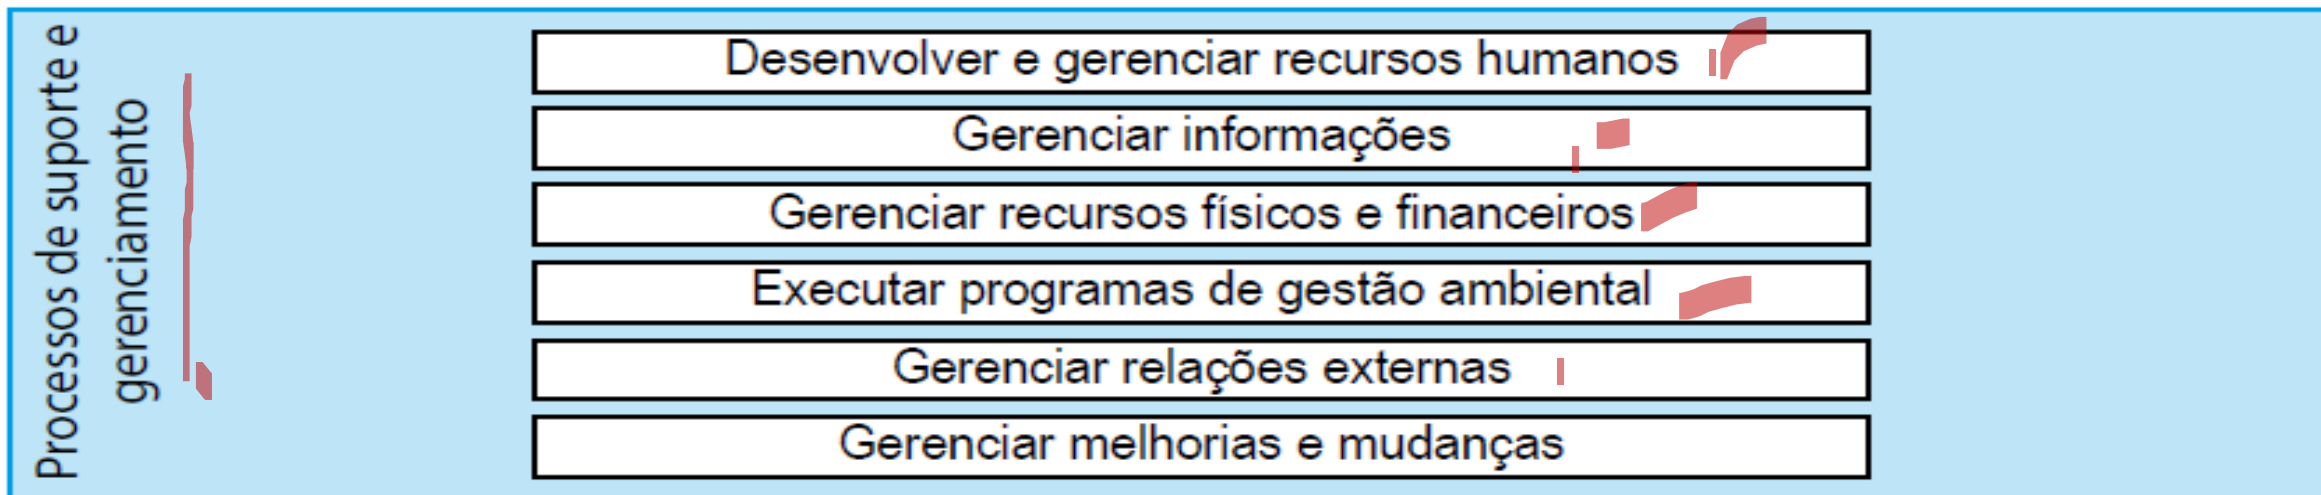 Processos de suporte e
gerenciamento
Desenvolver e gerenciar recursos humanos
Gerenciar informações
Gerenciar recursos físicos e financeiros
Executar programas de gestão ambiental
Gerenciar relações externas
Gerenciar melhorias e mudanças